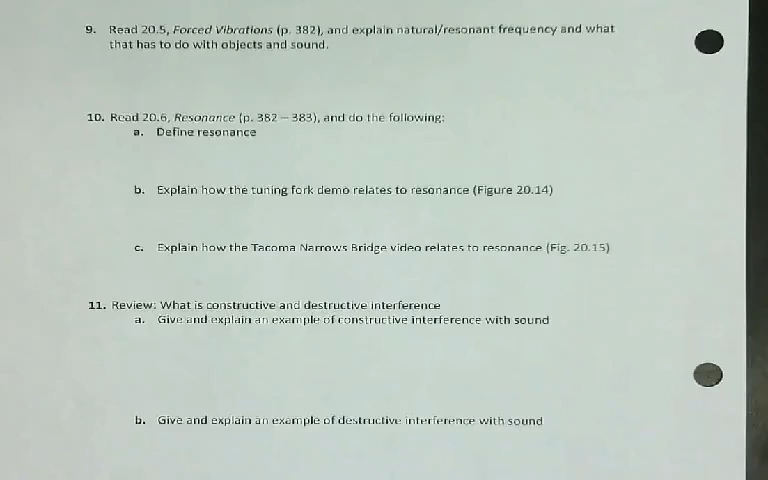 9. Read 20.5, Forced Vibrations (p. 382), and explain natural/resonant frequency and what
that has to do with objects and sound.
10. Read 20.6, Resonance (p. 382 – 383), and do the following:
a. Define resonance
b. Explain how the tuning fork demo relates to resonance (Figure 20.14)
c. Explain how the Tacoma Narrows Bridge video relates to resonance (Fig. 20.15)
11. Review: What is constructive and destructive interference
a. Give and explain an example of constructive interference with sound
b. Give and explain an example of destructive interference with sound